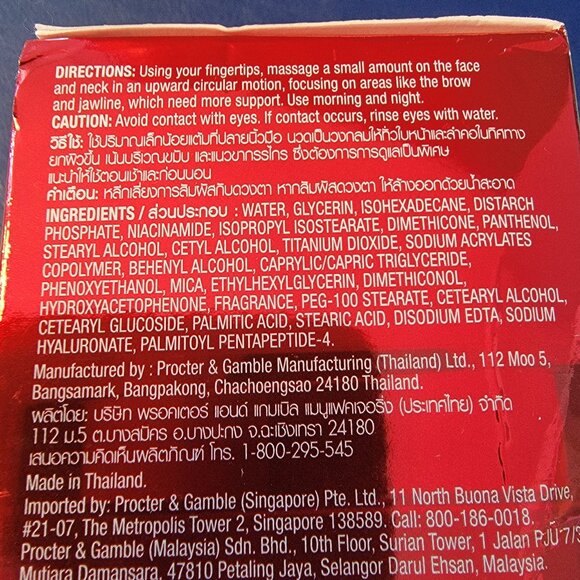 DIRECTIONS: Using your fingertips, massage a small amount on the face
and neck in an upward circular motion, focusing on areas like the brow
and jawline, which need more support. Use morning and night.
CAUTION: Avoid contact with eyes. If contact occurs, rinse eyes with water.
วิธีใช้: ใช้ปริมาณเล็กน้อยแต้มที่ปลายนิ้วมือ นวดเป็นวงกลมให้ทั่วใบหน้าและลำคอในทิศทาง
ยกผิวขึ้น เน้นบริเวณขมับ และแนวขากรรไกร ซึ่งต้องการการดูแลเป็นพิเศษ
แนะนำให้ใช้ตอนเช้าและก่อนนอน
คำเตือน: หลีกเลี่ยงการสัมผัสกับดวงตา หากสัมผัสดวงตา ให้ล้างออกด้วยน้ำสะอาด
INGREDIENTS / ส่วนประกอบ : WATER, GLYCERIN, ISOHEXADECANE, DISTARCH
PHOSPHATE, NIACINAMIDE, ISOPROPYL ISOSTEARATE, DIMETHICONE, PANTHENOL,
STEARYL ALCOHOL, CETYL ALCOHOL, TITANIUM DIOXIDE, SODIUM ACRYLATES
COPOLYMER, BEHENYL ALCOHOL, CAPRYLIC/CAPRIC TRIGLYCERIDE,
PHENOXYETHANOL, MICA, ETHYLHEXYLGLYCERIN, DIMETHICONOL,
HYDROXYACETOPHENONE, FRAGRANCE, PEG-100 STEARATE, CETEARYL ALCOHOL,
CETEARYL GLUCOSIDE, PALMITIC ACID, STEARIC ACID, DISODIUM EDTA, SODIUM
HYALURONATE, PALMITOYL PENTAPEPTIDE-4.
Manufactured by : Procter & Gamble Manufacturing (Thailand) Ltd., 112 Moo 5,
Bangsamark, Bangpakong, Chachoengsao 24180 Thailand.
ผลิตโดย: บริษัท พรอคเตอร์ แอนด์ แกมเบิล แมนูแฟคเจอริ่ง (ประเทศไทย) จำกัด
112 ม.5 ต.บางสมัคร อ.บางปะกง จ.ฉะเชิงเทรา 24180
เสนอความคิดเห็นผลิตภัณฑ์ โทร. 1-800-295-545
Made in Thailand.
Imported by: Procter & Gamble (Singapore) Pte. Ltd., 11 North Buona Vista Drive,
#21-07, The Metropolis Tower 2, Singapore 138589. Call: 800-186-0018.
Procter & Gamble (Malaysia) Sdn. Bhd., 10th Floor, Surian Tower, 1 Jalan PJU 7/3
Mutiara Damansara, 47810 Petaling Jaya, Selangor Darul Ehsan, Malaysia.